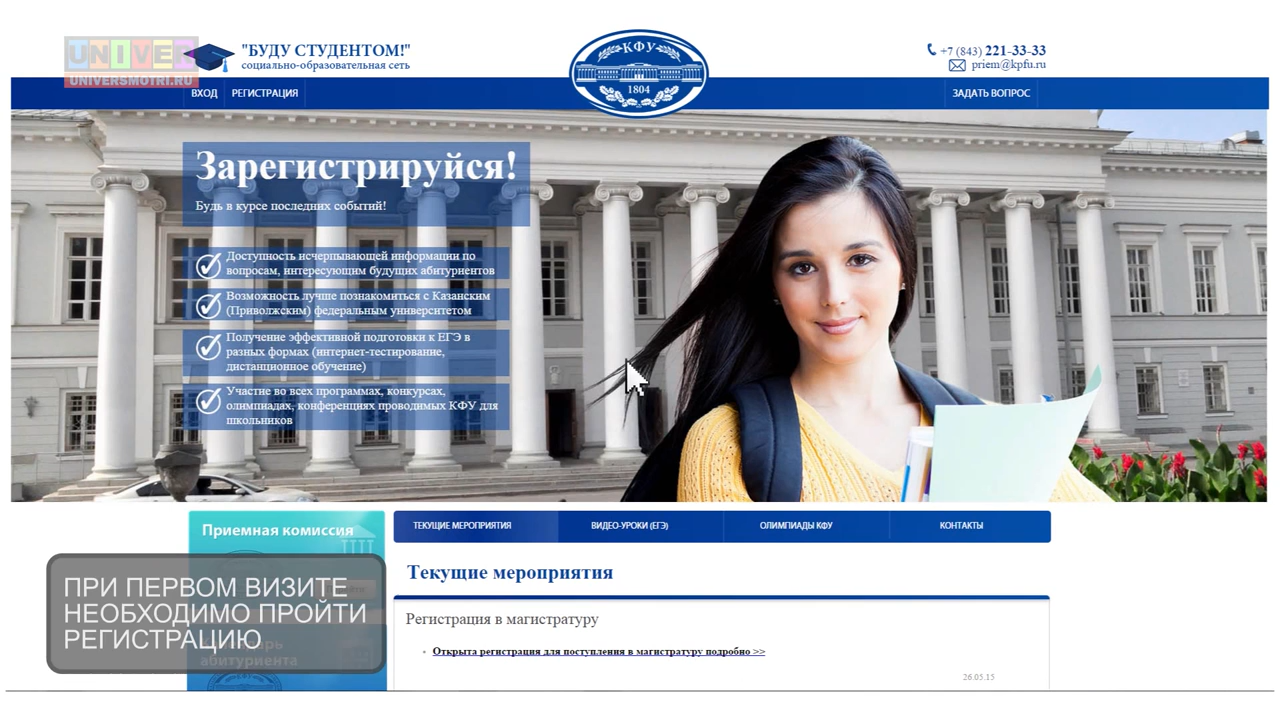 UNIVER
UNIVERSMOTRI.RU
"БУДУ СТУДЕНТОМ!"
социально-образовательная сеть
КФУ
1804
+7 (843) 221-33-33
priem@kpfu.ru
ВХОД
РЕГИСТРАЦИЯ
ЗАДАТЬ ВОПРОС
Зарегистрируйся!
Будь в курсе последних событий!
Доступность исчерпывающей информации по
вопросам, интересующим будущих абитуриентов
Возможность лучше познакомиться с Казанским
(Приволжским) федеральным университетом
Получение эффективной подготовки к ЕГЭ в
разных формах (интернет-тестирование,
дистанционное обучение)
Участие во всех программах, конкурсах,
олимпиадах, конференциях проводимых КФУ для
школьников
Приемная комиссия
ТЕКУЩИЕ МЕРОПРИЯТИЯ
ВИДЕО-УРОКИ (ЕГЭ)
ОЛИМПИАДЫ КФУ
КОНТАКТЫ
Текущие мероприятия
ПРИ ПЕРВОМ ВИЗИТЕ
НЕОБХОДИМО ПРОЙТИ
РЕГИСТРАЦИЮ
абитуриента
Регистрация в магистратуру
Открыта регистрация для поступления в магистратуру подробно >>
26.05.15